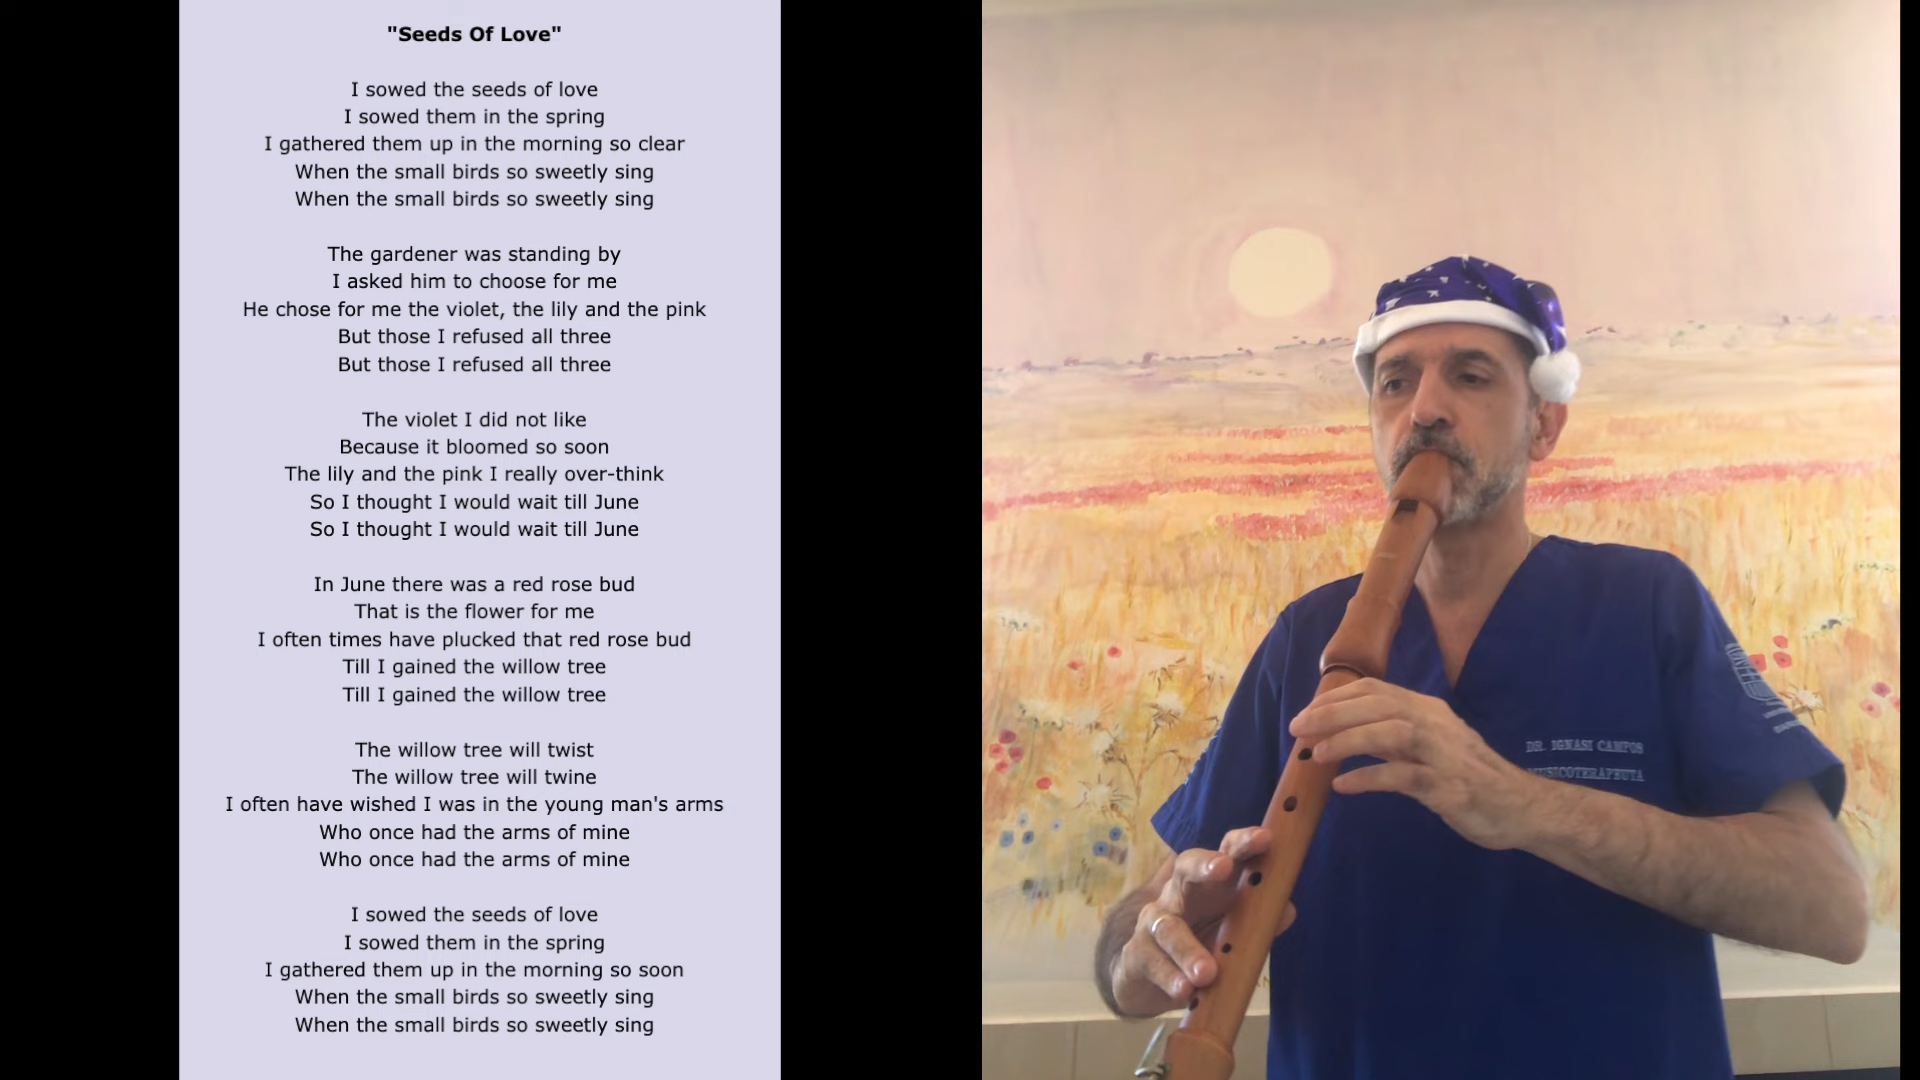 "Seeds Of Love"
I sowed the seeds of love
I sowed them in the spring
I gathered them up in the morning so clear
When the small birds so sweetly sing
When the small birds so sweetly sing
The gardener was standing by
I asked him to choose for me
He chose for me the violet, the lily and the pink
But those I refused all three
But those I refused all three
The violet I did not like
Because it bloomed so soon
The lily and the pink I really over-think
So I thought I would wait till June
So I thought I would wait till June
In June there was a red rose bud
That is the flower for me
I often times have plucked that red rose bud
Till I gained the willow tree
Till I gained the willow tree
The willow tree will twist
The willow tree will twine
I often have wished I was in the young man's arms
Who once had the arms of mine
Who once had the arms of mine
I sowed the seeds of love
I sowed them in the spring
I gathered them up in the morning so soon
When the small birds so sweetly sing
When the small birds so sweetly sing
DR. IGNASI CAMPOS
MUSICOTERAPEUTA